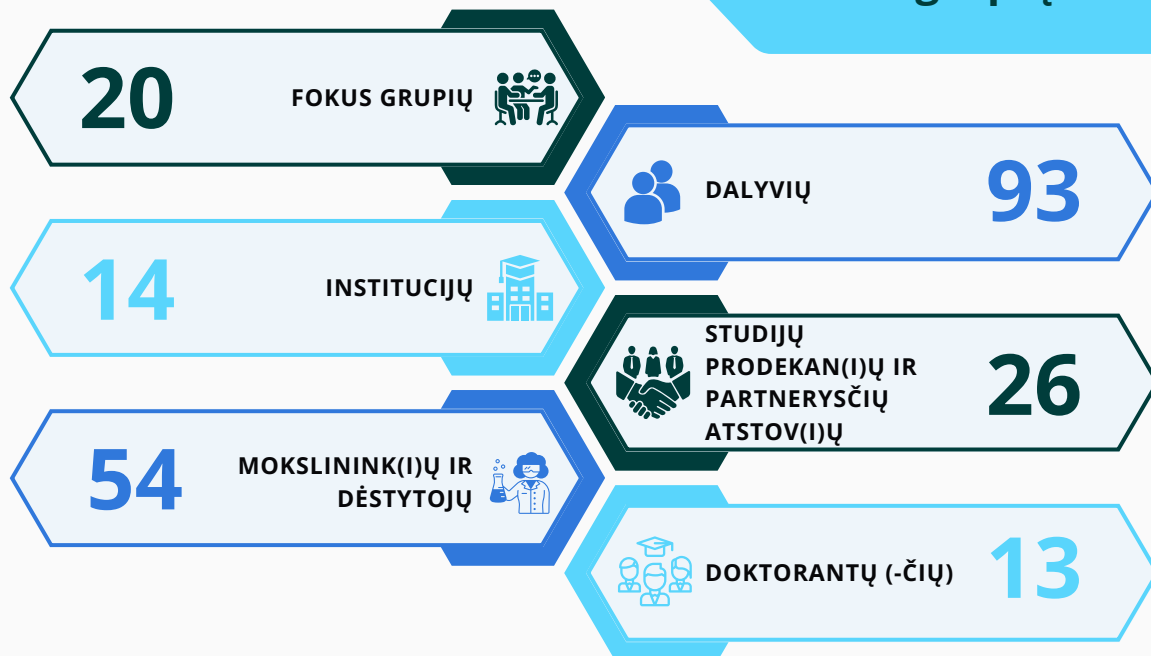 20
FOKUS GRUPIŲ
DALYVIŲ
93
14
INSTITUCIJŲ
STUDIJŲ
PRODEKAN(I)Ų IR
PARTNERYSČIŲ
ATSTOV(I)Ų
26
54
MOKSLININK(I)Ų IR
DĖSTYTOJŲ
DOKTORANTŲ (-ČIŲ)
13